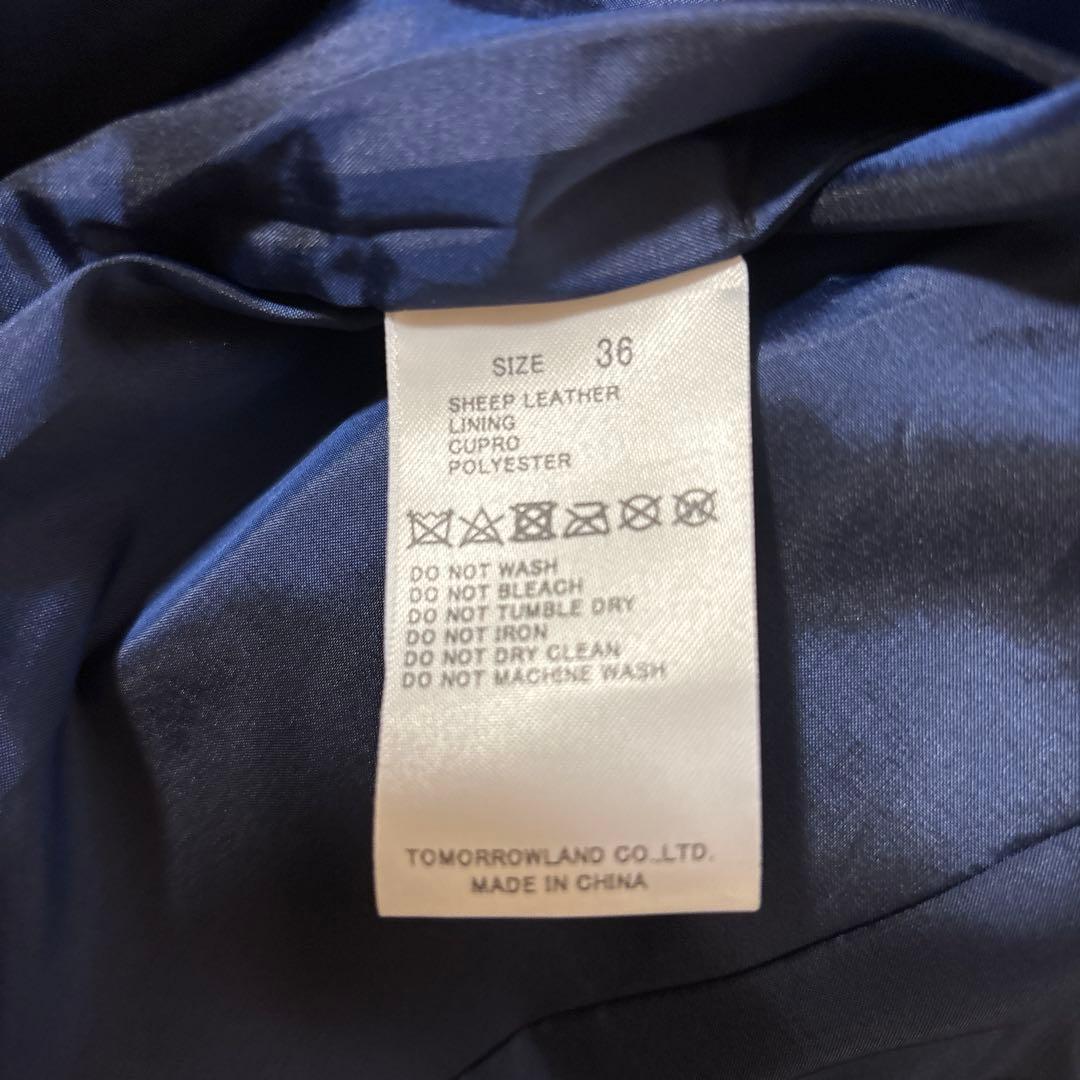 SIZE 36
SHEEP LEATHER
LINING
CUPRO
POLYESTER
DO NOT WASH
DO NOT BLEACH
DO NOT TUMBLE DRY
DO NOT IRON
DO NOT DRY CLEAN
DO NOT MACHINE WASH
TOMORROWLAND CO.,LTD.
MADE IN CHINA